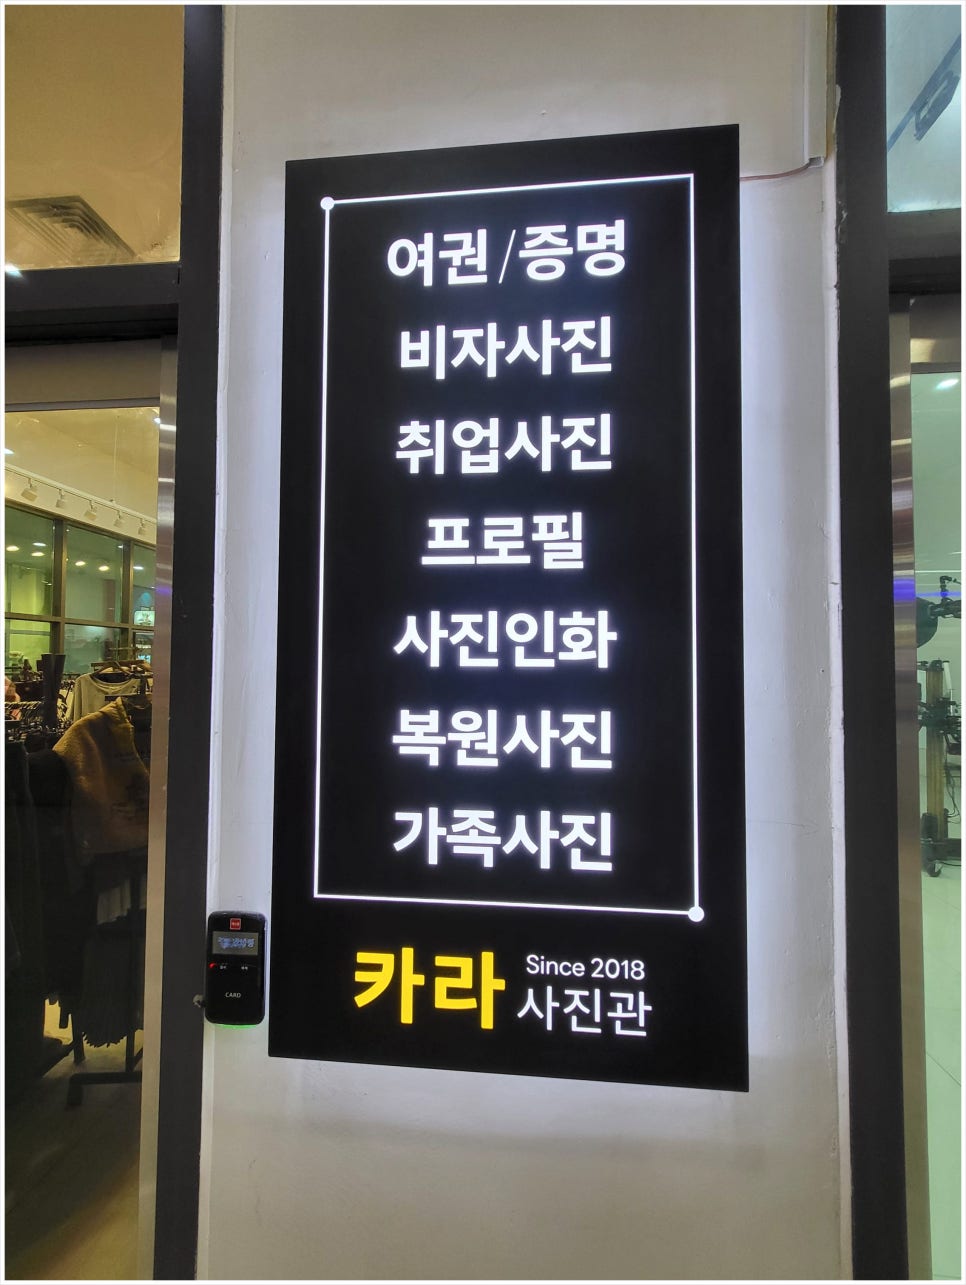 여권/증명
비자사진
취업사진
프로필
사진인화
복원사진
가족사진
카라
Since 2018
사진관
CARD